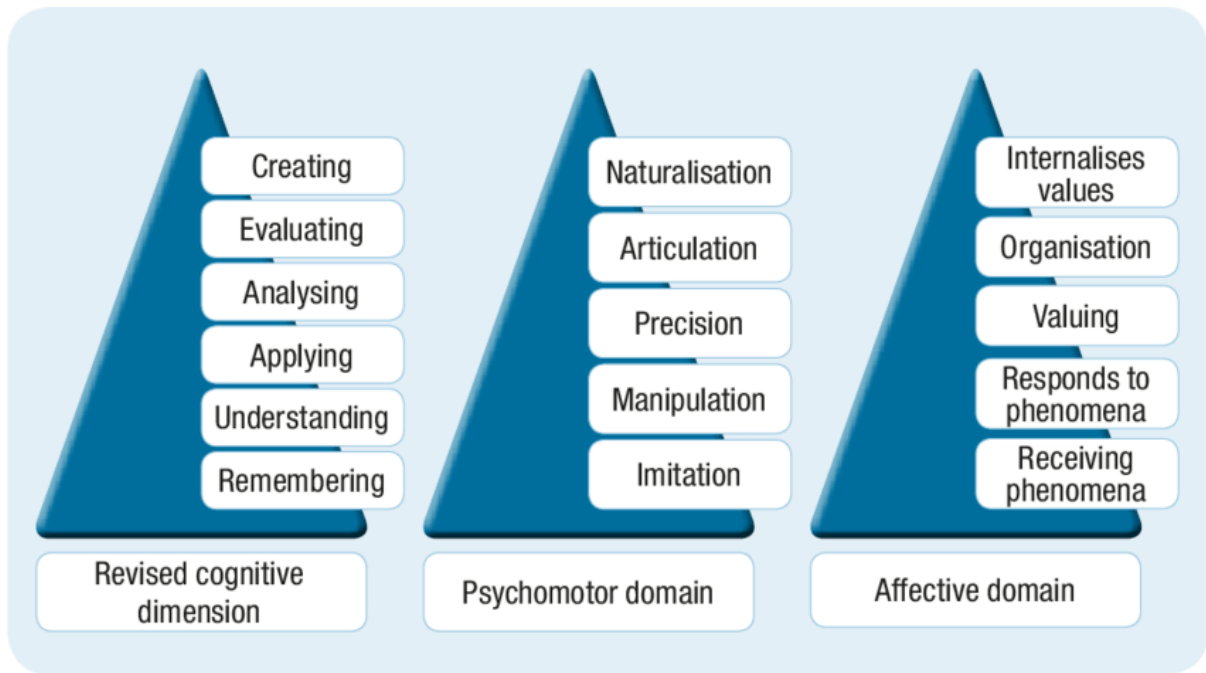 Creating
Evaluating
Analysing
Applying
Understanding
Remembering
Revised cognitive
dimension
Naturalisation
Articulation
Precision
Manipulation
Imitation
Psychomotor domain
Internalises
values
Organisation
Valuing
Responds to
phenomena
Receiving
phenomena
Affective domain